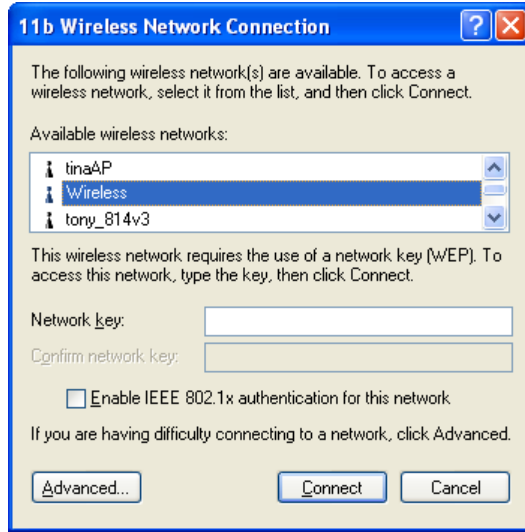 11b Wireless Network Connection
The following wireless network(s) are available. To access a
wireless network, select it from the list, and then click Connect.
Available wireless networks:
tinaAP
Wireless
tony_814v3
This wireless network requires the use of a network key (WEP). To
access this network, type the key, then click Connect.
Network key:
Confirm network key:
Enable IEEE 802.1x authentication for this network
If you are having difficulty connecting to a network, click Advanced.
Advanced... Connect Cancel